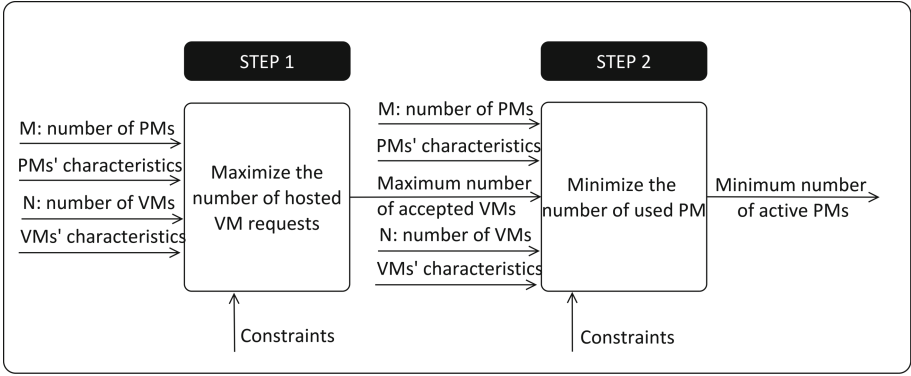 STEP 1
M: number of PMs
PMs' characteristics
N: number of VMs
VMs' characteristics
Maximize the
number of hosted
VM requests
Constraints
STEP 2
M: number of PMs
PMs' characteristics
Maximum number
of accepted VMs
N: number of VMs
VMs' characteristics
Minimize the
number of used PM
Constraints
Minimum number
of active PMs